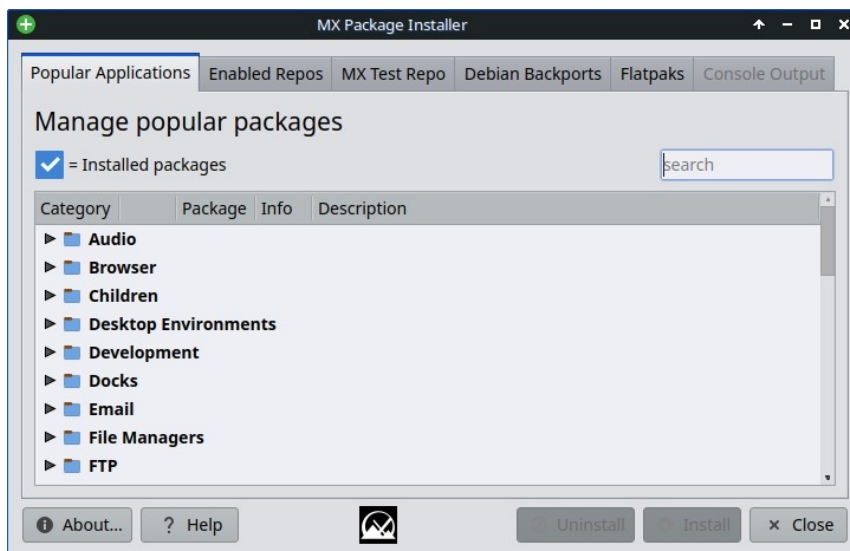 MX Package Installer
Popular Applications Enabled Repos MX Test Repo Debian Backports Flatpaks Console Output
Manage popular packages
= Installed packages
search
Category Package Info Description
Audio
Browser
Children
Desktop Environments
Development
Docks
Email
File Managers
FTP
About... ? Help Uninstall Install Close